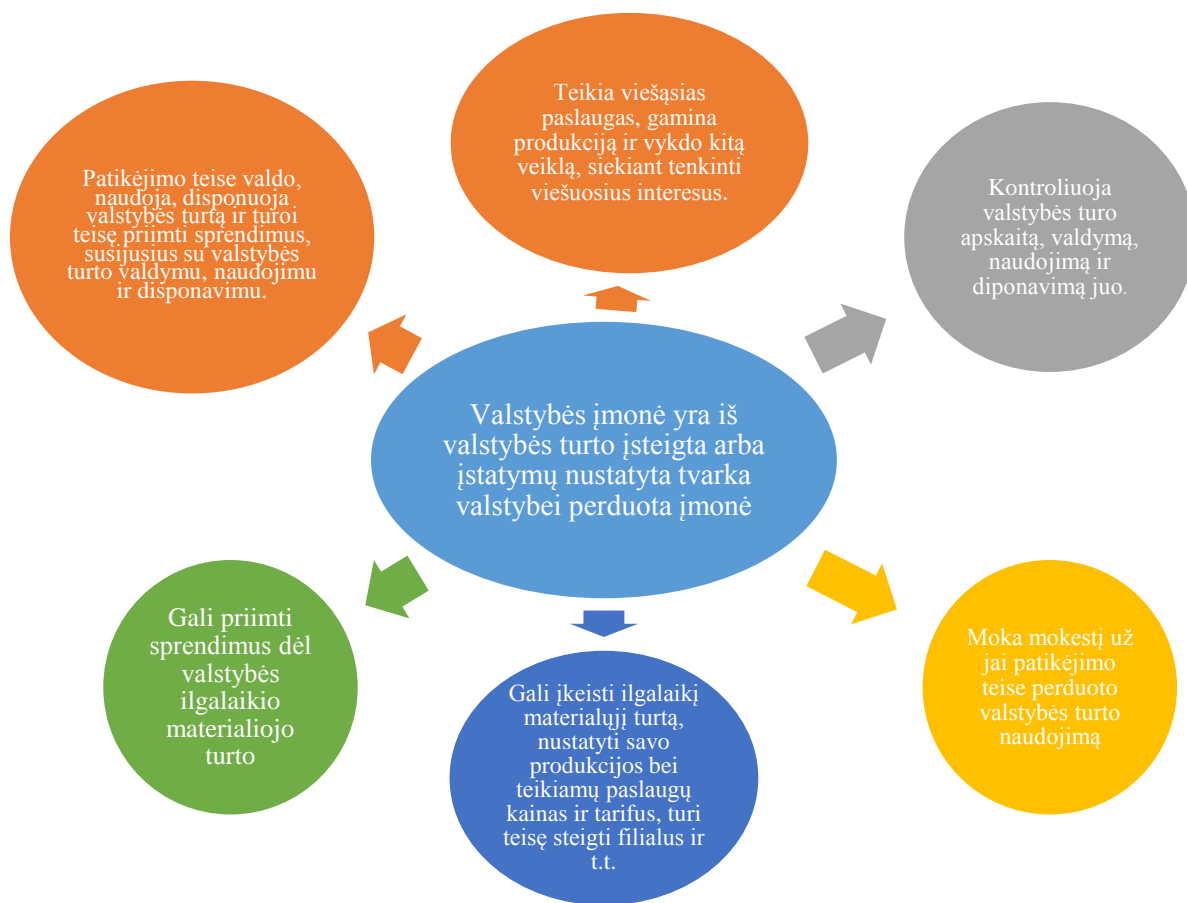 Teikia viešąsias
paslaugas, gamina
produkciją ir vykdo kitą
veiklą, siekiant tenkinti
viešuosius interesus.
Patikėjimo teise valdo,
naudoja, disponuoja
valstybės turtą ir turoi
teisę priimti sprendimus,
susijusius su valstybės
turto valdymu, naudojimu
ir disponavimu.
Kontroliuoja
valstybės turo
apskaitą, valdymą,
naudojimą ir
diponavimą juo.
Valstybės įmonė yra iš
valstybės turto įsteigta arba
įstatymų nustatyta tvarka
valstybei perduota įmonė
Gali priimti
sprendimus dėl
valstybės
ilgalaikio
materialiojo
turto
Gali įkeisti ilgalaikį
materialųjį turtą,
nustatyti savo
produkcijos bei
teikiamų paslaugų
kainas ir tarifus, turi
teisę steigti filialus ir
t.t.
Moka mokestį už
jai patikėjimo
teise perduoto
valstybės turto
naudojimą